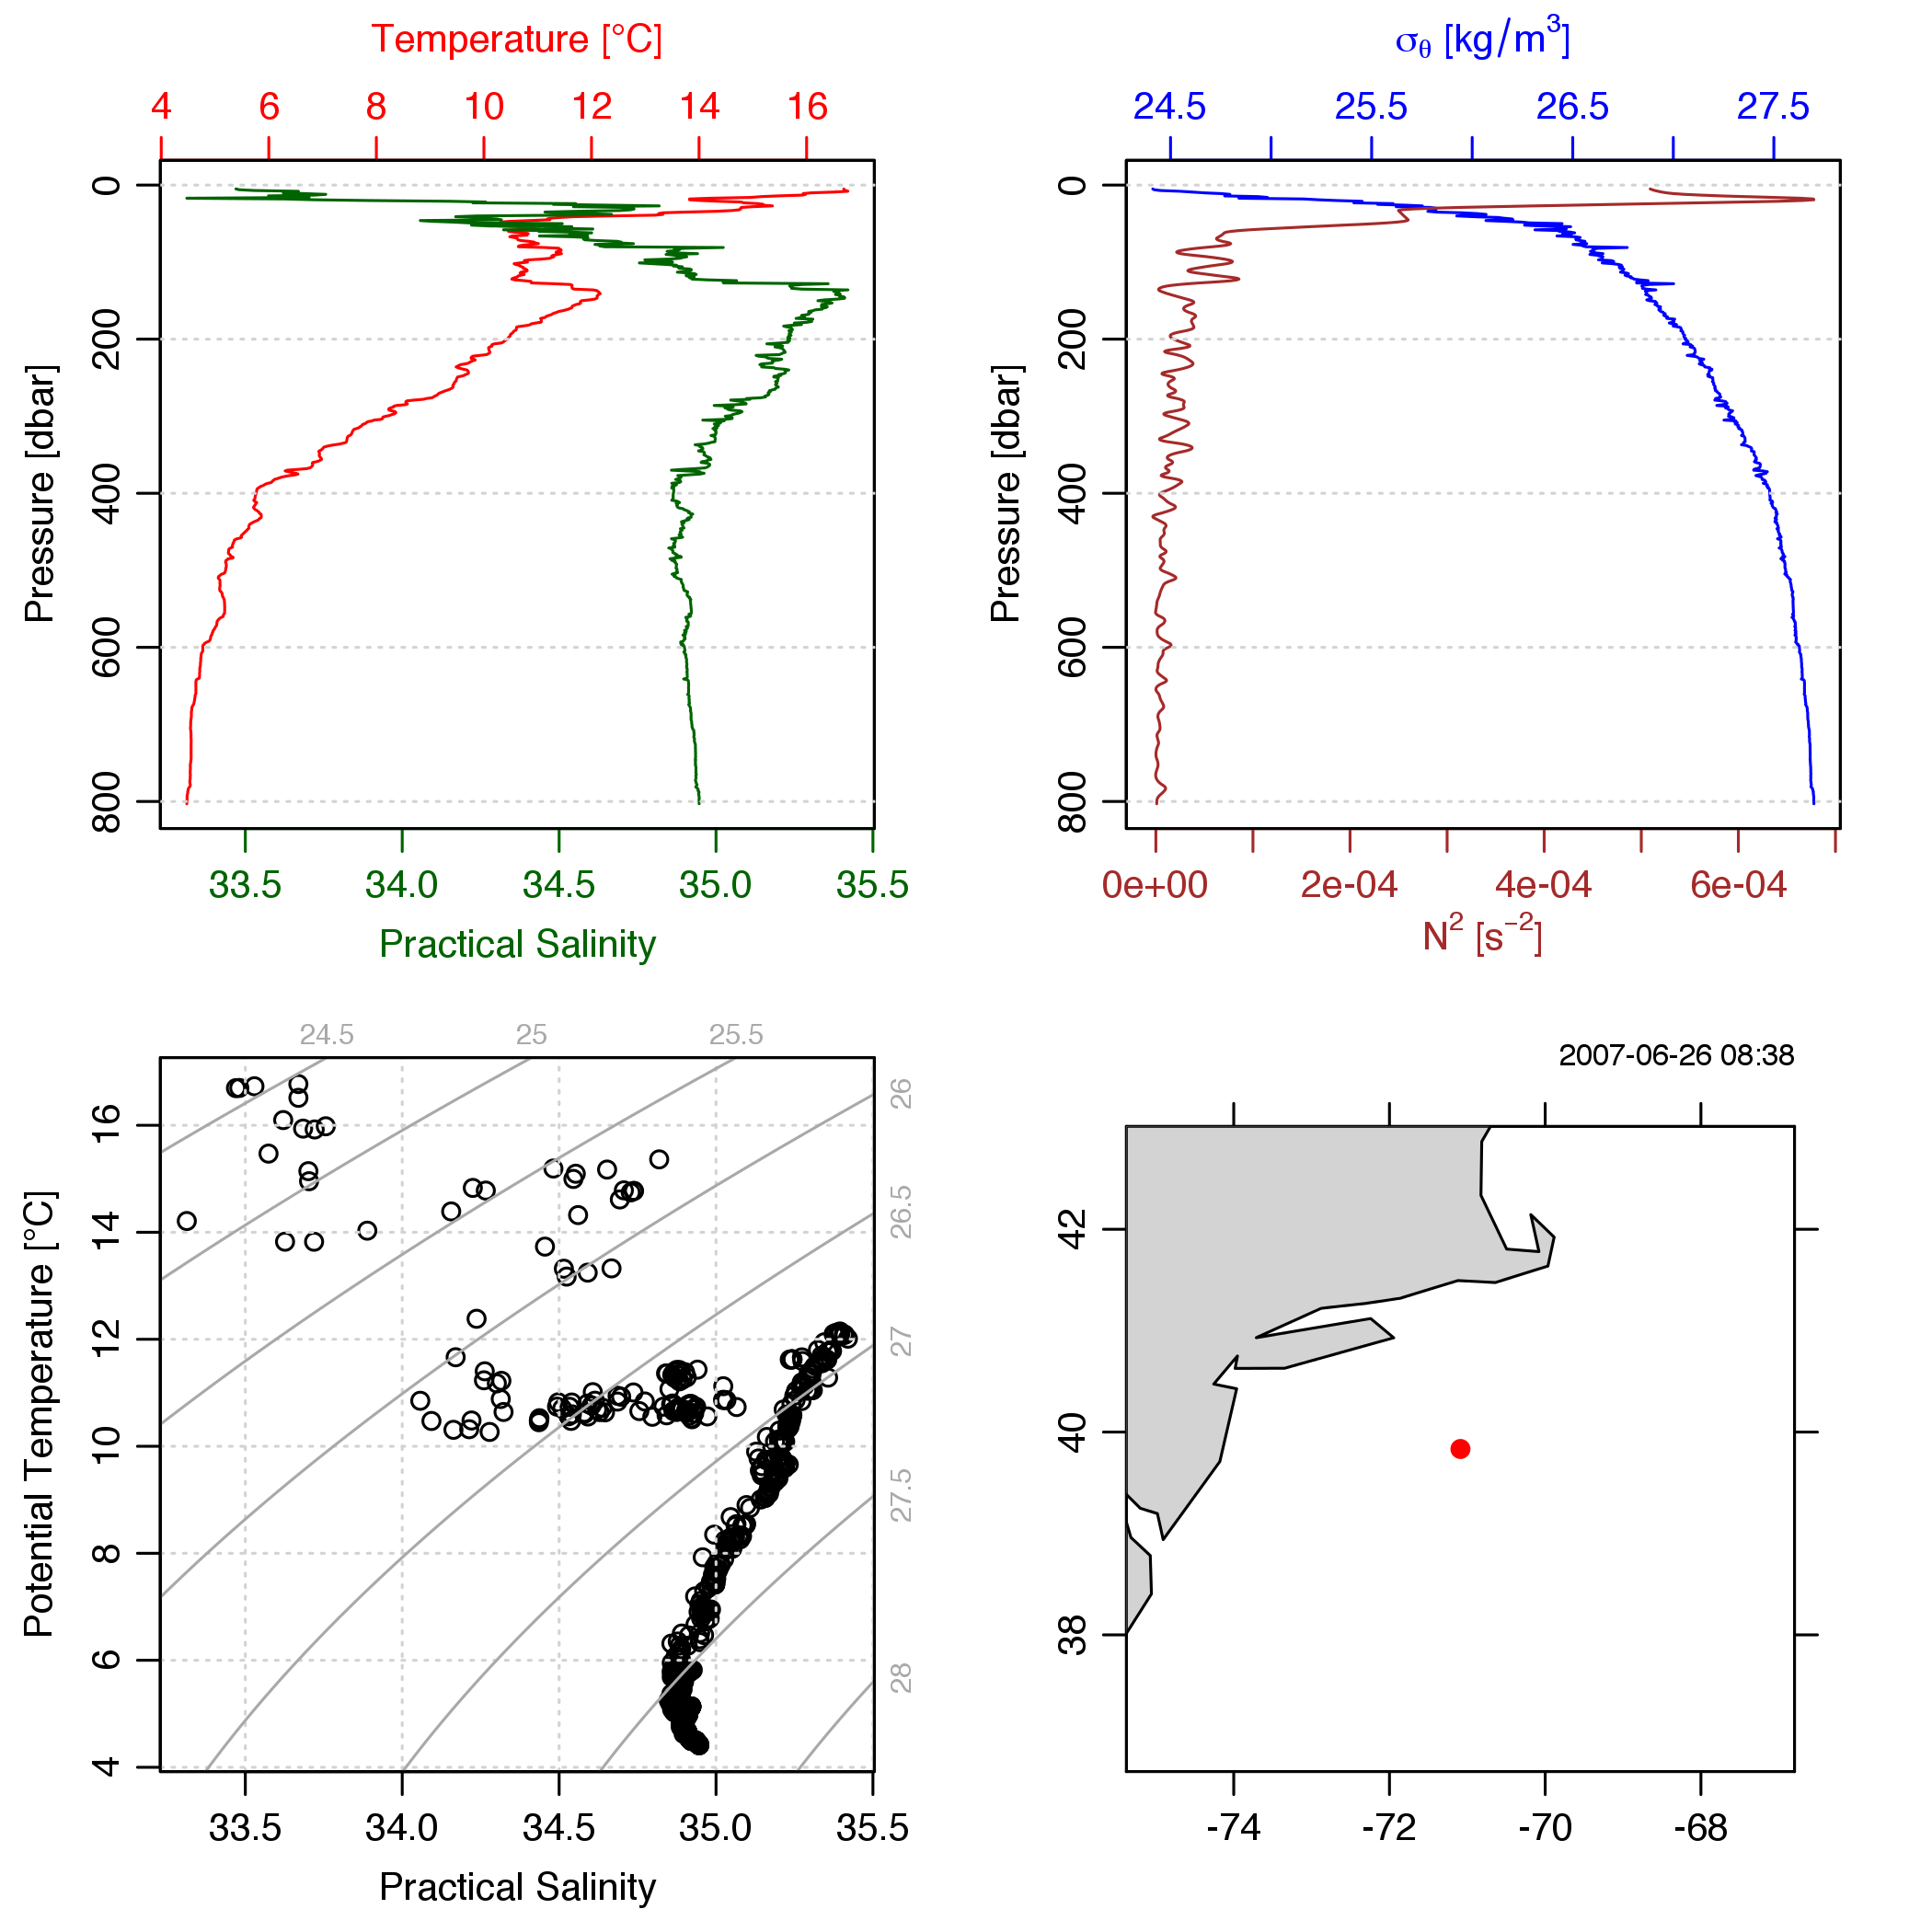 Temperature [°C]
4 6 8 10 12 14 16
0
200
400
600
800
Pressure [dbar]
33.5 34.0 34.5 35.0 35.5
Practical Salinity
σθ [kg/m³]
24.5 25.5 26.5 27.5
0
200
400
600
800
Pressure [dbar]
0e+00 2e-04 4e-04 6e-04
N² [s⁻²]
24.5 25 25.5
26
26.5
27
27.5
28
16
14
12
10
8
6
4
Potential Temperature [°C]
33.5 34.0 34.5 35.0 35.5
Practical Salinity
2007-06-26 08:38
42
40
38
-74 -72 -70 -68